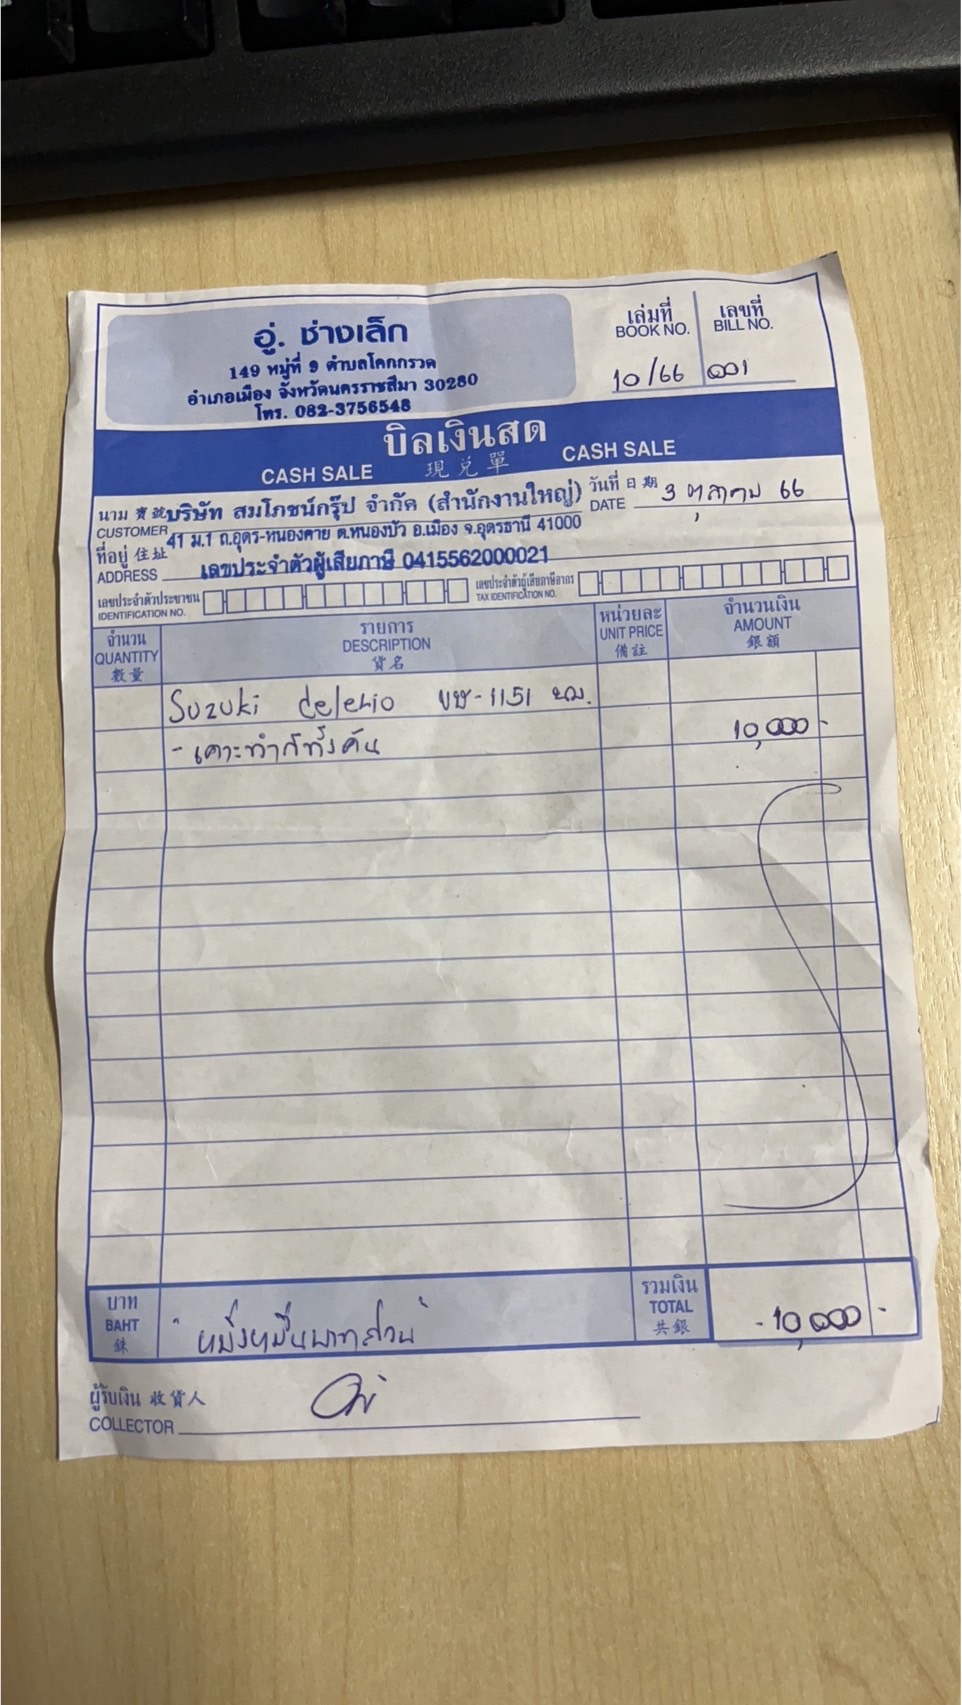 อู่. ช่างเล็ก
149 หมู่ที่ 9 ตำบลโคกกรวด
อำเภอเมือง จังหวัดนครราชสีมา 30280
โทร. 082-3756548
เล่มที่ เลขที่
BOOK NO. BILL NO.
10/66 ๐๐1
บิลเงินสด
CASH SALE 現兌單 CASH SALE
นาม 寶號 บริษัท สมโภชน์กรุ๊ป จำกัด (สำนักงานใหญ่) วันที่ 日期 3 ตุลาคม 66
CUSTOMER 41 ม.1 ถ.อุดร-หนองคาย ต.หนองบัว อ.เมือง จ.อุดรธานี 41000 DATE
ที่อยู่ 住址 เลขประจำตัวผู้เสียภาษี 0415562000021
ADDRESS
เลขประจำตัวประชาชน เลขประจำตัวผู้เสียภาษีอากร
IDENTIFICATION NO. TAX IDENTIFICATION NO.
จำนวน รายการ หน่วยละ จำนวนเงิน
QUANTITY DESCRIPTION UNIT PRICE AMOUNT
數量 貨名 備註 銀額
Suzuki Celerio ขช-1151 นม.
- เคาะทำสีทั้งคัน 10,000 -
บาท รวมเงิน
BAHT " หนึ่งหมื่นบาทถ้วน " TOTAL - 10,000 -
銖 共銀
ผู้รับเงิน 收貨人
COLLECTOR